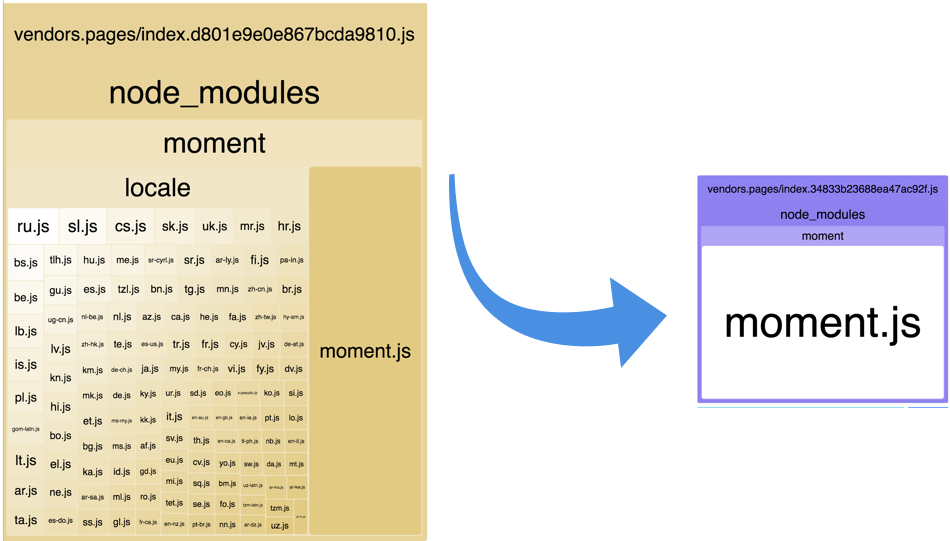 vendors.pages/index.d801e9e0e867bcda9810.js
node_modules
moment
locale
ru.js sl.js cs.js sk.js uk.js mr.js hr.js
bs.js tlh.js hu.js me.js sr-cyrl.js sr.js ar-ly.js fi.js pa-in.js
be.js gu.js es.js tzl.js bn.js tg.js mn.js zh-cn.js br.js
lb.js ug-cn.js nl-be.js nl.js az.js ca.js he.js fa.js zh-tw.js hy-am.js
is.js lv.js zh-hk.js te.js es-us.js tr.js fr.js cy.js jv.js de-at.js
moment.js
pl.js kn.js km.js de-ch.js ja.js my.js fr-ch.js vi.js fy.js dv.js
gom-latn.js hi.js mk.js de.js ky.js ur.js sd.js eo.js x-pseudo.js ko.js si.js
et.js ms-my.js kk.js it.js en-au.js en-gb.js en-ie.js pt.js lo.js
lt.js bo.js bg.js ms.js af.js sv.js th.js en-ca.js tl-ph.js nb.js en-il.js
ar.js el.js ka.js id.js gd.js eu.js cv.js yo.js sw.js da.js mt.js
ne.js ar-sa.js ml.js ro.js mi.js sq.js bm.js uz-latn.js ar-ma.js ar-kw.js
ta.js es-do.js ss.js gl.js fr-ca.js tet.js se.js fo.js tzm-latn.js tzm.js
en-nz.js pt-br.js nn.js ar-dz.js uz.js
vendors.pages/index.34833b23688ea47ac92f.js
node_modules
moment
moment.js